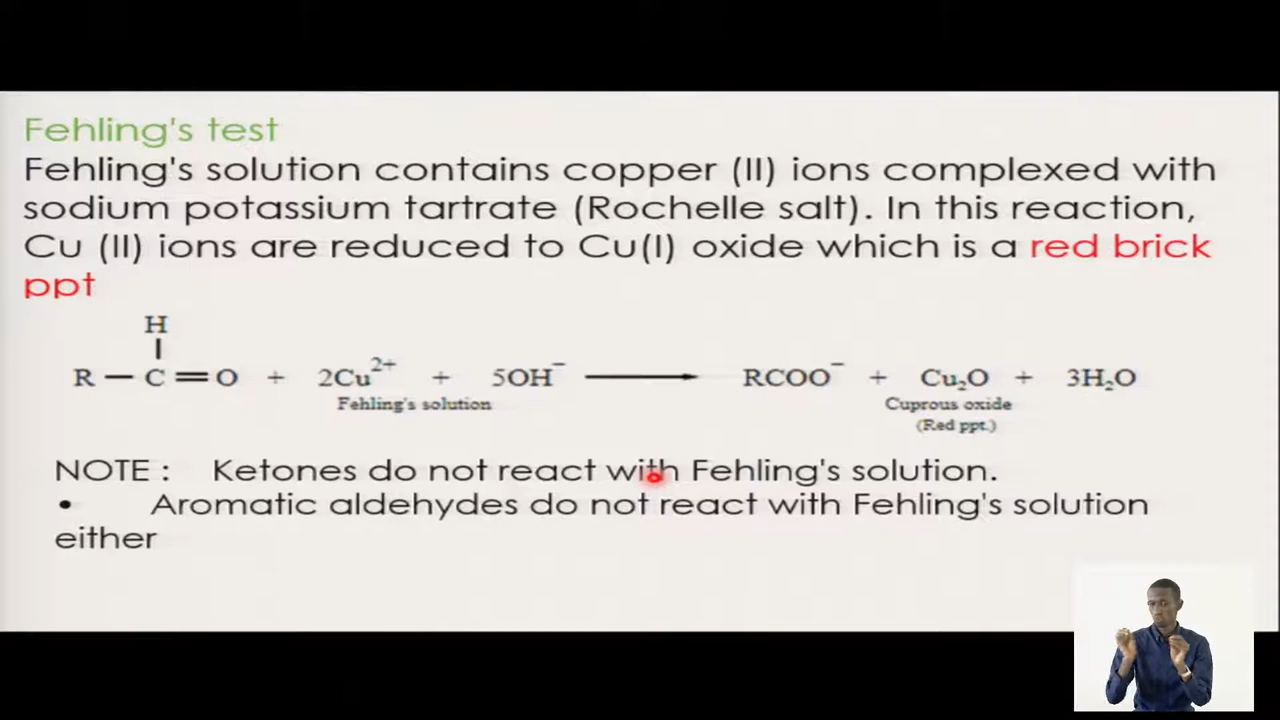 Fehling's test
Fehling's solution contains copper (II) ions complexed with
sodium potassium tartrate (Rochelle salt). In this reaction,
Cu (II) ions are reduced to Cu(I) oxide which is a red brick
ppt
H
R — C = O + 2Cu²⁺ + 5OH⁻ ⟶ RCOO⁻ + Cu₂O + 3H₂O
Fehling's solution Cuprous oxide
(Red ppt.)
NOTE : Ketones do not react with Fehling's solution.
• Aromatic aldehydes do not react with Fehling's solution
either